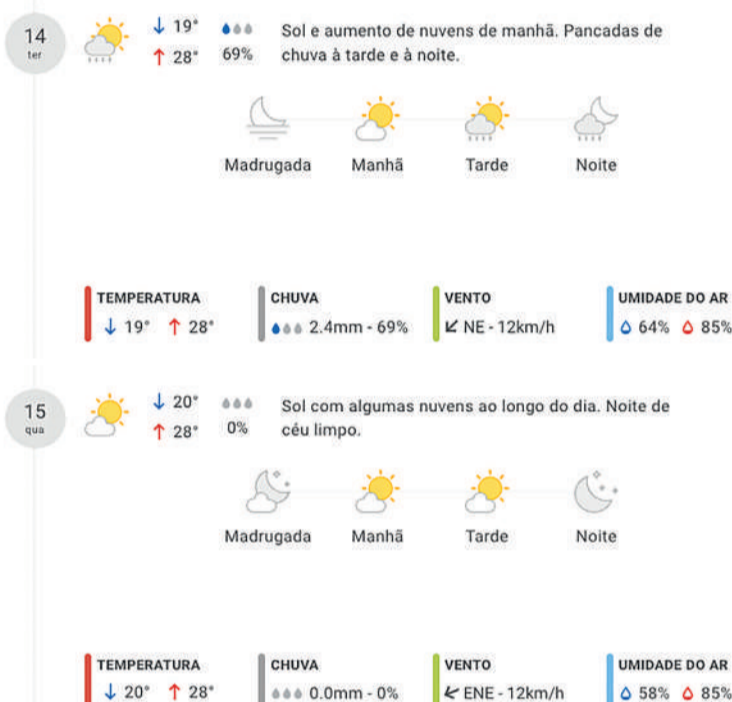 14
ter
↓ 19° 69% Sol e aumento de nuvens de manhã. Pancadas de
↑ 28° chuva à tarde e à noite.
Madrugada Manhã Tarde Noite
TEMPERATURA CHUVA VENTO UMIDADE DO AR
↓ 19° ↑ 28° 2.4mm - 69% ↙ NE - 12km/h 64% 85%
15
qua
↓ 20° 0% Sol com algumas nuvens ao longo do dia. Noite de
↑ 28° céu limpo.
Madrugada Manhã Tarde Noite
TEMPERATURA CHUVA VENTO UMIDADE DO AR
↓ 20° ↑ 28° 0.0mm - 0% ENE - 12km/h 58% 85%